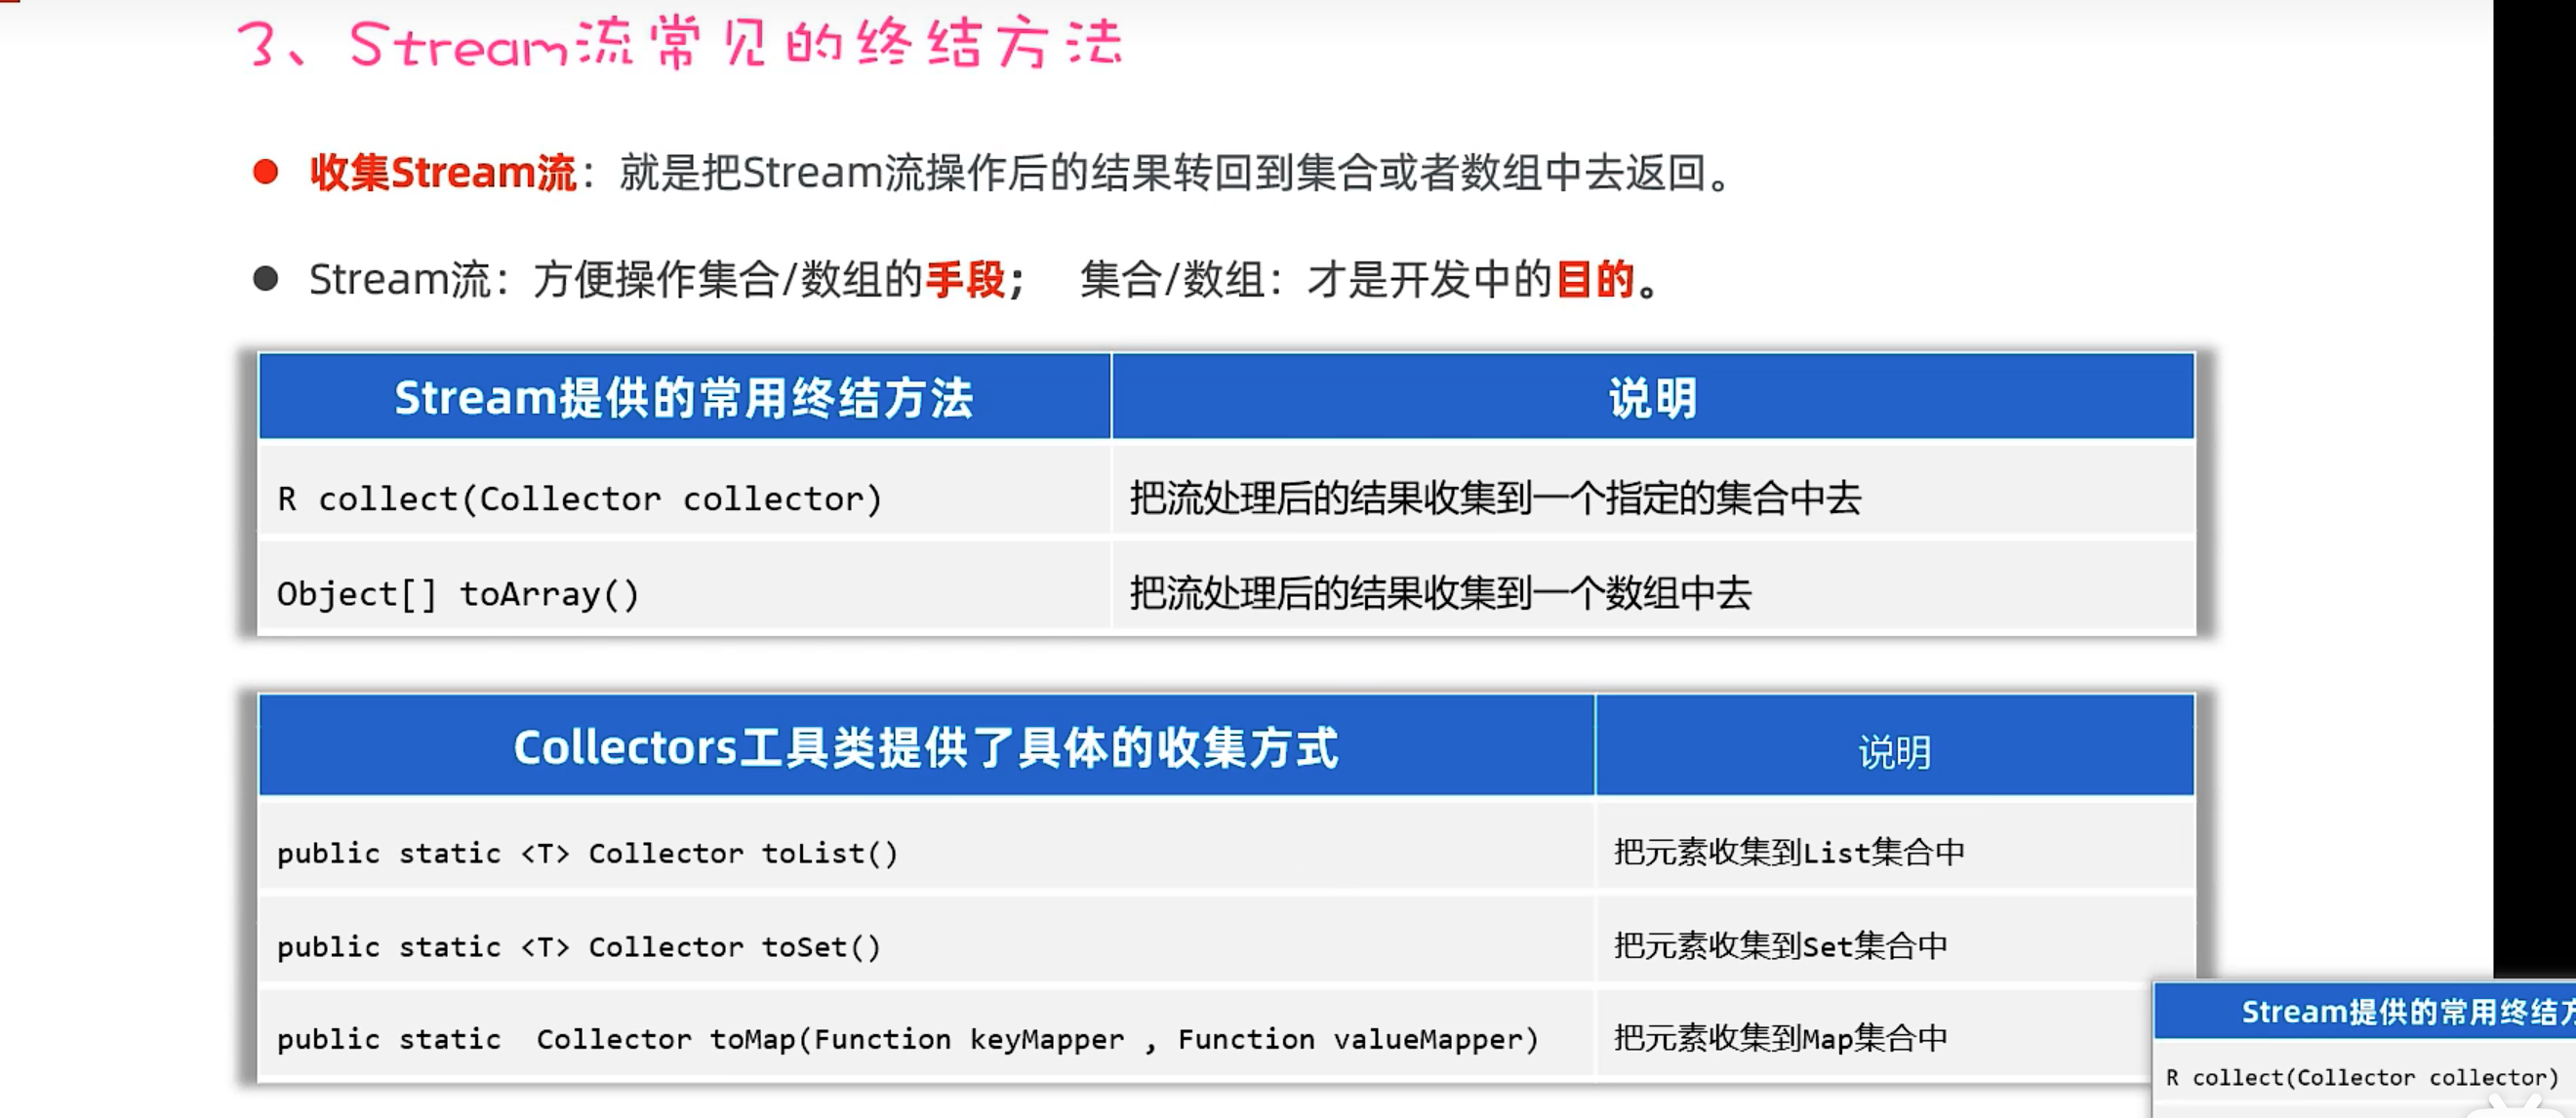 3、Stream流常见的终结方法
收集Stream流：就是把Stream流操作后的结果转回到集合或者数组中去返回。
Stream流：方便操作集合/数组的手段； 集合/数组：才是开发中的目的。
Stream提供的常用终结方法 说明
R collect(Collector collector) 把流处理后的结果收集到一个指定的集合中去
Object[] toArray() 把流处理后的结果收集到一个数组中去
Collectors工具类提供了具体的收集方式 说明
public static <T> Collector toList() 把元素收集到List集合中
public static <T> Collector toSet() 把元素收集到Set集合中
public static  Collector toMap(Function keyMapper , Function valueMapper) 把元素收集到Map集合中
Stream提供的常用终结
R collect(Collector collector)